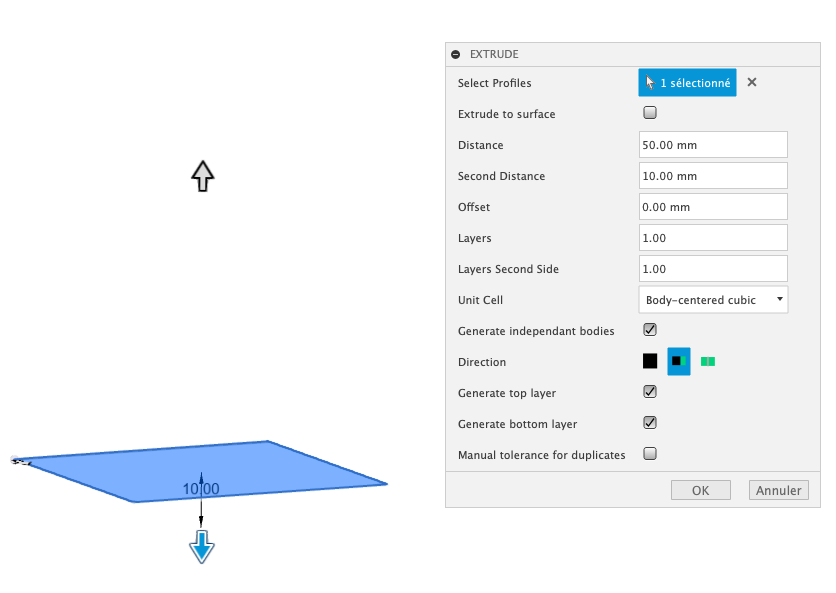 EXTRUDE
Select Profiles 1 sélectionné
Extrude to surface
Distance 50.00 mm
Second Distance 10.00 mm
Offset 0.00 mm
Layers 1.00
Layers Second Side 1.00
Unit Cell Body-centered cubic
Generate independant bodies
Direction
Generate top layer
Generate bottom layer
Manual tolerance for duplicates
OK Annuler
10.00